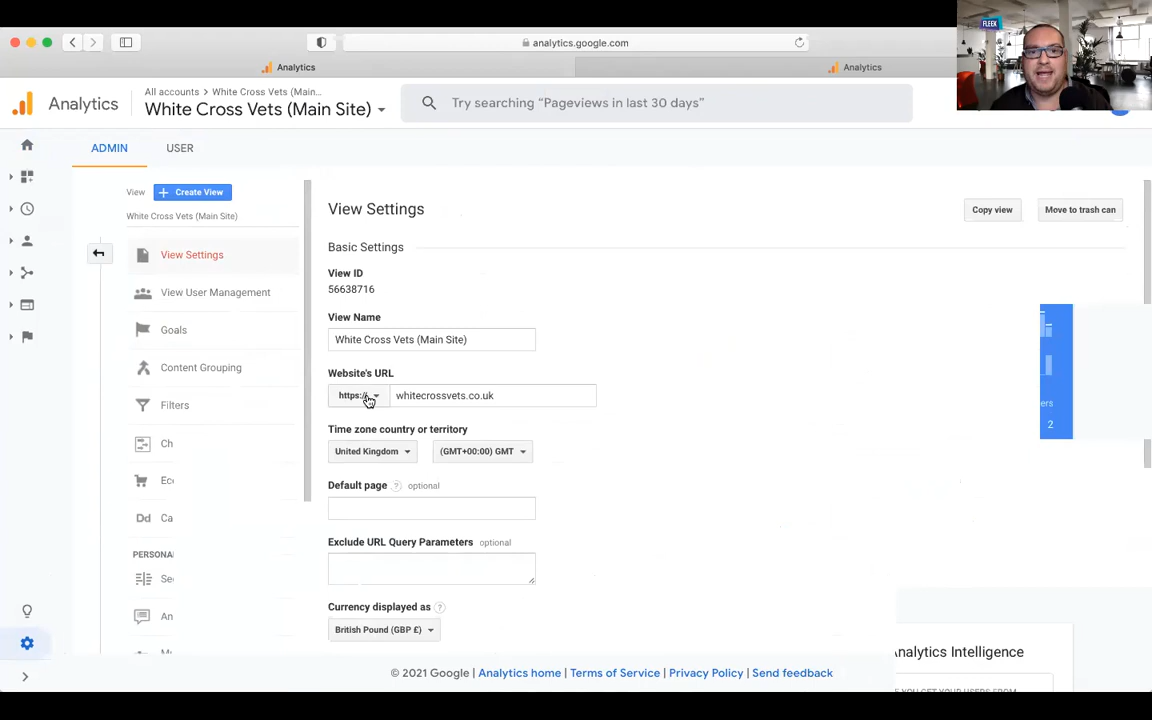 FLEEK
analytics.google.com
Analytics
Analytics
Analytics
All accounts > White Cross Vets (Main...
White Cross Vets (Main Site)
Try searching “Pageviews in last 30 days”
ADMIN
USER
View
+ Create View
White Cross Vets (Main Site)
View Settings
View User Management
Goals
Content Grouping
Filters
Ch
Ec
Dd Ca
PERSONA
Se
An
View Settings
Copy view
Move to trash can
Basic Settings
View ID
56638716
View Name
White Cross Vets (Main Site)
Website's URL
https://
whitecrossvets.co.uk
Time zone country or territory
United Kingdom
(GMT+00:00) GMT
Default page ? optional
Exclude URL Query Parameters optional
Currency displayed as ?
British Pound (GBP £)
ers
2
nalytics Intelligence
© 2021 Google | Analytics home | Terms of Service | Privacy Policy | Send feedback